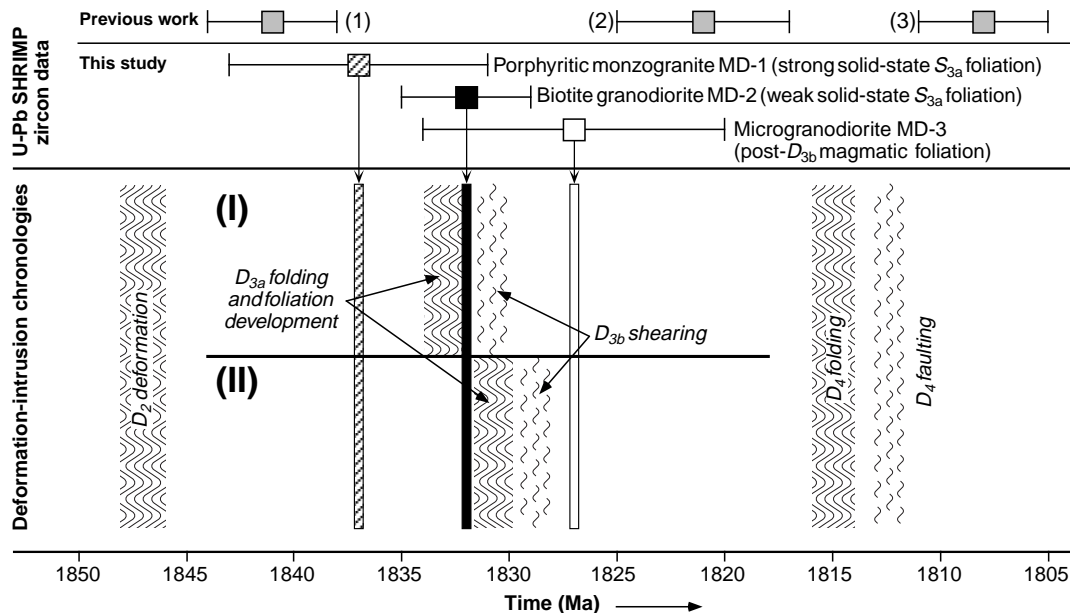 Previous work
(1)
(2)
(3)
This study
Porphyritic monzogranite MD-1 (strong solid-state S3a foliation)
Biotite granodiorite MD-2 (weak solid-state S3a foliation)
Microgranodiorite MD-3
(post-D3b magmatic foliation)
U-Pb SHRIMP
zircon data
Deformation-intrusion chronologies
(I)
D3a folding
and foliation
development
D3b shearing
(II)
D2 deformation
D4 folding
D4 faulting
1850 1845 1840 1835 1830 1825 1820 1815 1810 1805
Time (Ma)